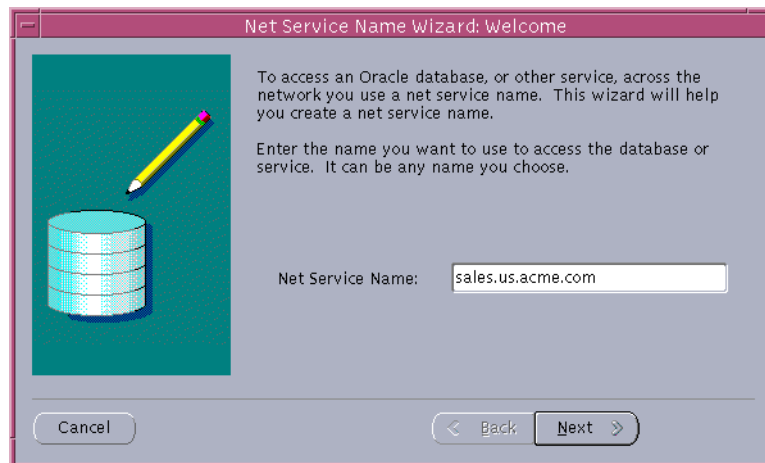 Net Service Name Wizard: Welcome
To access an Oracle database, or other service, across the
network you use a net service name. This wizard will help
you create a net service name.
Enter the name you want to use to access the database or
service. It can be any name you choose.
Net Service Name: sales.us.acme.com
Cancel Back Next